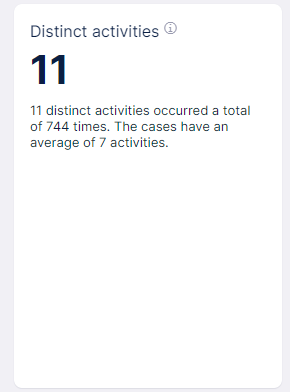 Distinct activities
11
11 distinct activities occurred a total
of 744 times. The cases have an
average of 7 activities.